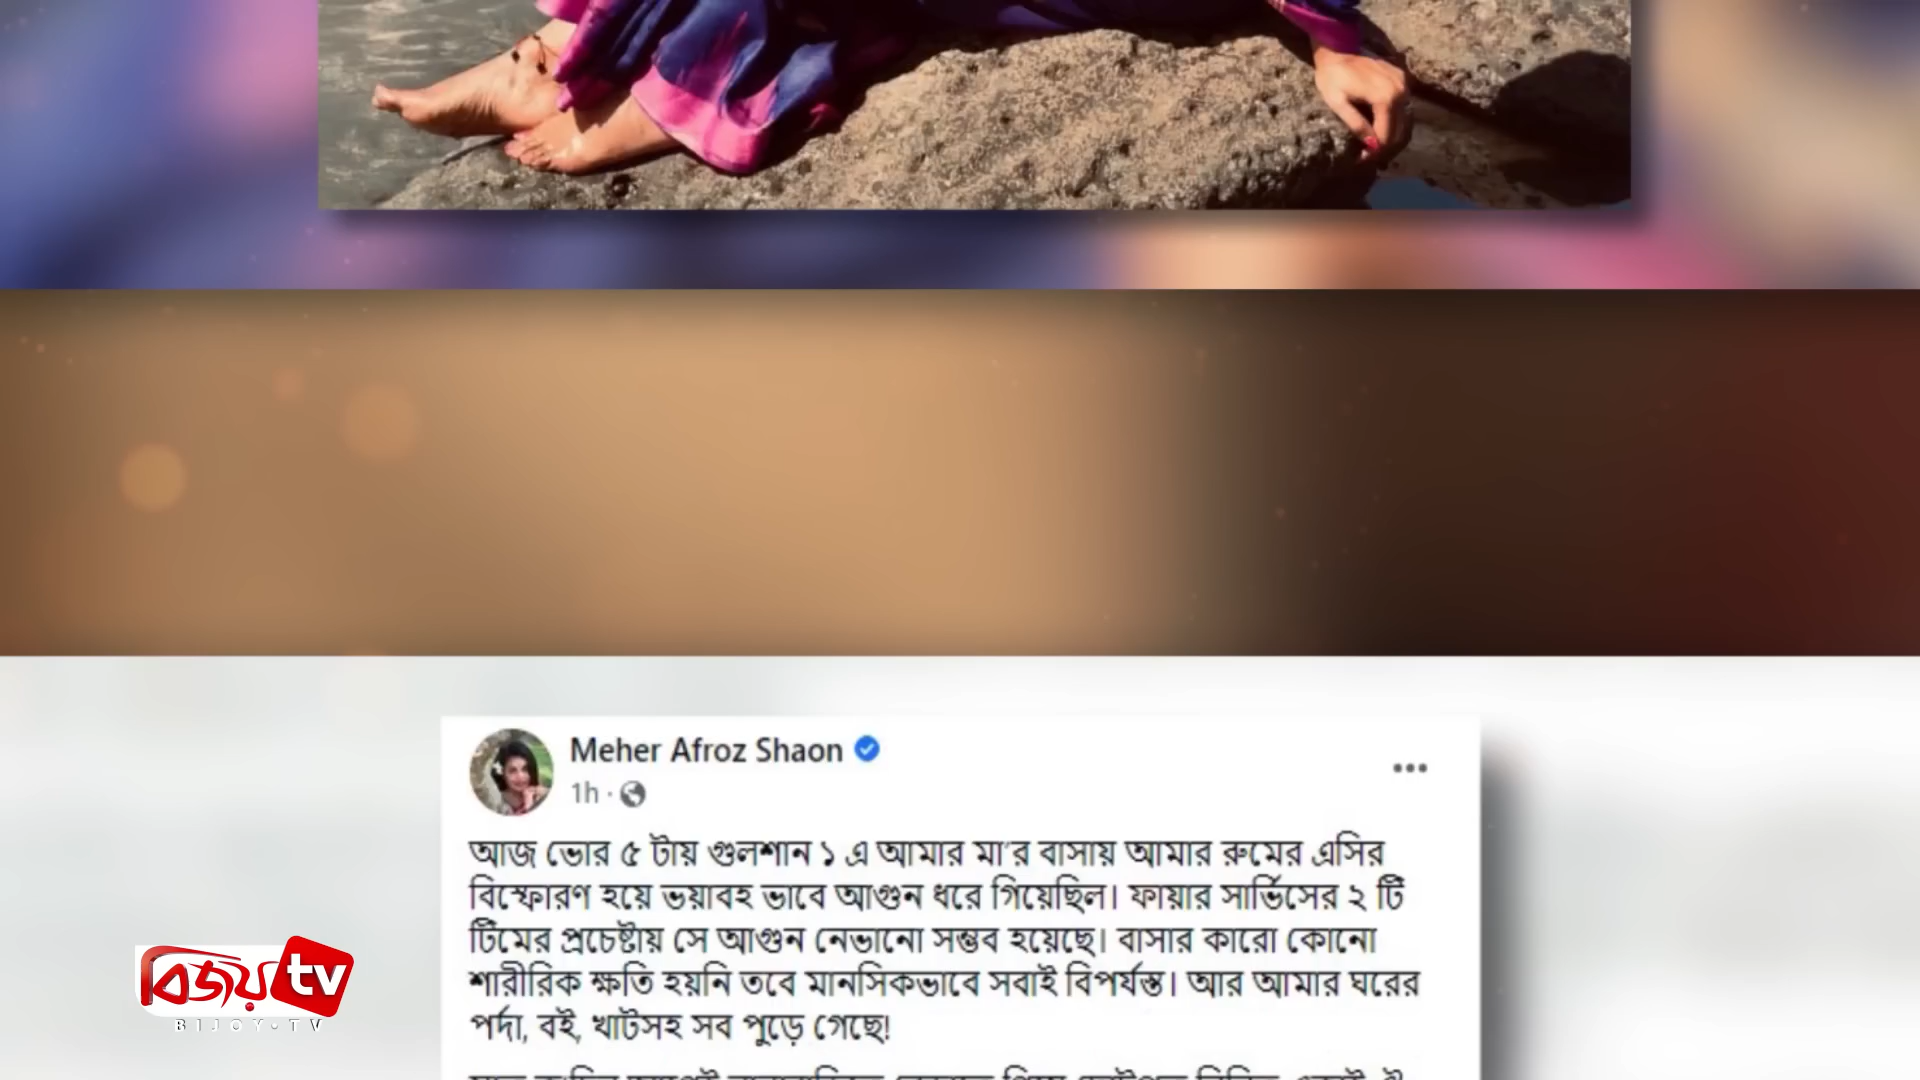 Meher Afroz Shaon
1h ·
আজ ভোর ৫ টায় গুলশান ১ এ আমার মা'র বাসায় আমার রুমের এসির
বিস্ফোরণ হয়ে ভয়াবহ ভাবে আগুন ধরে গিয়েছিল। ফায়ার সার্ভিসের ২ টি
টিমের প্রচেষ্টায় সে আগুন নেভানো সম্ভব হয়েছে। বাসার কারো কোনো
শারীরিক ক্ষতি হয়নি তবে মানসিকভাবে সবাই বিপর্যস্ত। আর আমার ঘরের
পর্দা, বই, খাটসহ সব পুড়ে গেছে!
বিজয় tv
BIJOY·TV